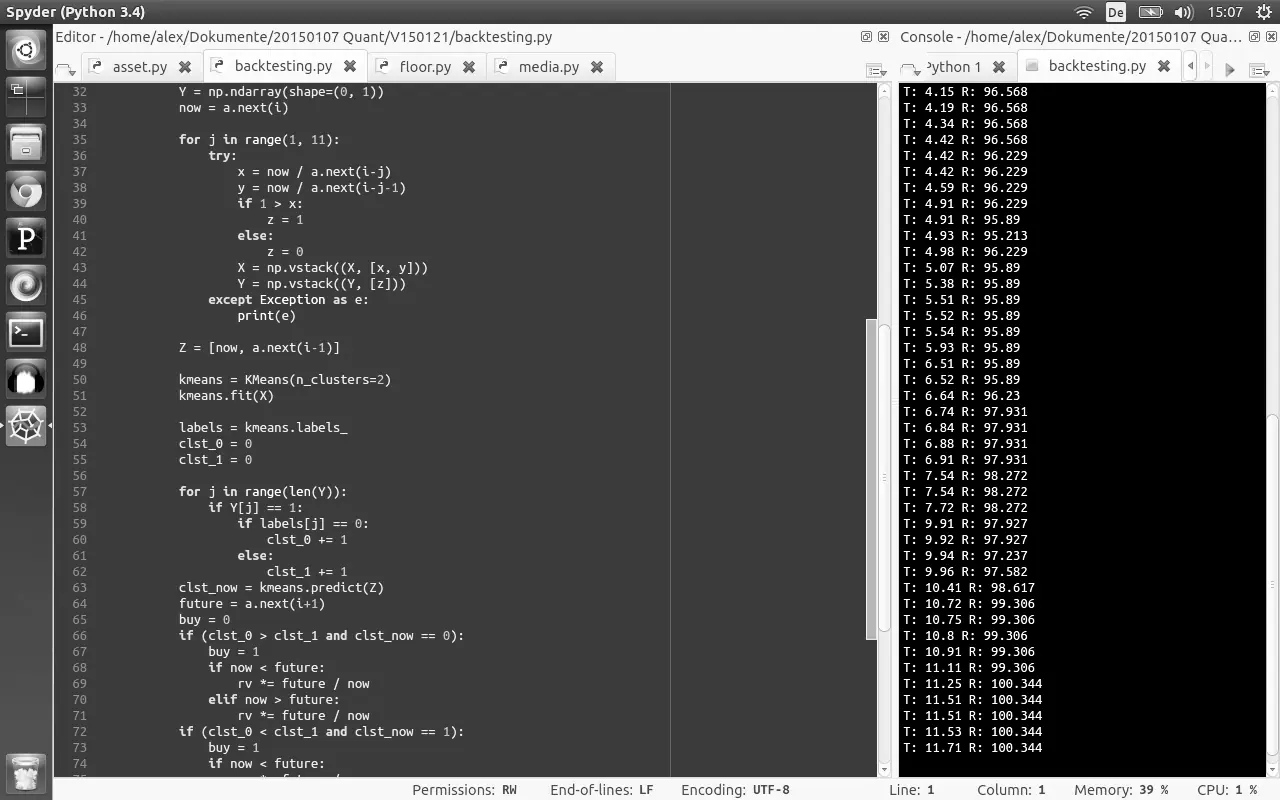 Spyder (Python 3.4)
De
15:07
Editor - /home/alex/Dokumente/20150107 Quant/V150121/backtesting.py
asset.py
backtesting.py
floor.py
media.py
32 Y = np.ndarray(shape=(0, 1))
33 now = a.next(i)
34
35 for j in range(1, 11):
36 try:
37 x = now / a.next(i-j)
38 y = now / a.next(i-j-1)
39 if 1 > x:
40 z = 1
41 else:
42 z = 0
43 X = np.vstack((X, [x, y]))
44 Y = np.vstack((Y, [z]))
45 except Exception as e:
46 print(e)
47
48 Z = [now, a.next(i-1)]
49
50 kmeans = KMeans(n_clusters=2)
51 kmeans.fit(X)
52
53 labels = kmeans.labels_
54 clst_0 = 0
55 clst_1 = 0
56
57 for j in range(len(Y)):
58 if Y[j] == 1:
59 if labels[j] == 0:
60 clst_0 += 1
61 else:
62 clst_1 += 1
63 clst_now = kmeans.predict(Z)
64 future = a.next(i+1)
65 buy = 0
66 if (clst_0 > clst_1 and clst_now == 0):
67 buy = 1
68 if now < future:
69 rv *= future / now
70 elif now > future:
71 rv *= future / now
72 if (clst_0 < clst_1 and clst_now == 1):
73 buy = 1
74 if now < future:
Console - /home/alex/Dokumente/20150107 Qua...
Python 1
backtesting.py
T: 4.15 R: 96.568
T: 4.19 R: 96.568
T: 4.34 R: 96.568
T: 4.42 R: 96.568
T: 4.42 R: 96.229
T: 4.42 R: 96.229
T: 4.59 R: 96.229
T: 4.91 R: 96.229
T: 4.91 R: 95.89
T: 4.93 R: 95.213
T: 4.98 R: 96.229
T: 5.07 R: 95.89
T: 5.38 R: 95.89
T: 5.51 R: 95.89
T: 5.52 R: 95.89
T: 5.54 R: 95.89
T: 5.93 R: 95.89
T: 6.51 R: 95.89
T: 6.52 R: 95.89
T: 6.64 R: 96.23
T: 6.74 R: 97.931
T: 6.84 R: 97.931
T: 6.88 R: 97.931
T: 6.91 R: 97.931
T: 7.54 R: 98.272
T: 7.54 R: 98.272
T: 7.72 R: 98.272
T: 9.91 R: 97.927
T: 9.92 R: 97.927
T: 9.94 R: 97.237
T: 9.96 R: 97.582
T: 10.41 R: 98.617
T: 10.72 R: 99.306
T: 10.75 R: 99.306
T: 10.8 R: 99.306
T: 10.91 R: 99.306
T: 11.11 R: 99.306
T: 11.25 R: 100.344
T: 11.51 R: 100.344
T: 11.51 R: 100.344
T: 11.53 R: 100.344
T: 11.71 R: 100.344
Permissions: RW End-of-lines: LF Encoding: UTF-8 Line: 1 Column: 1 Memory: 39 % CPU: 1 %